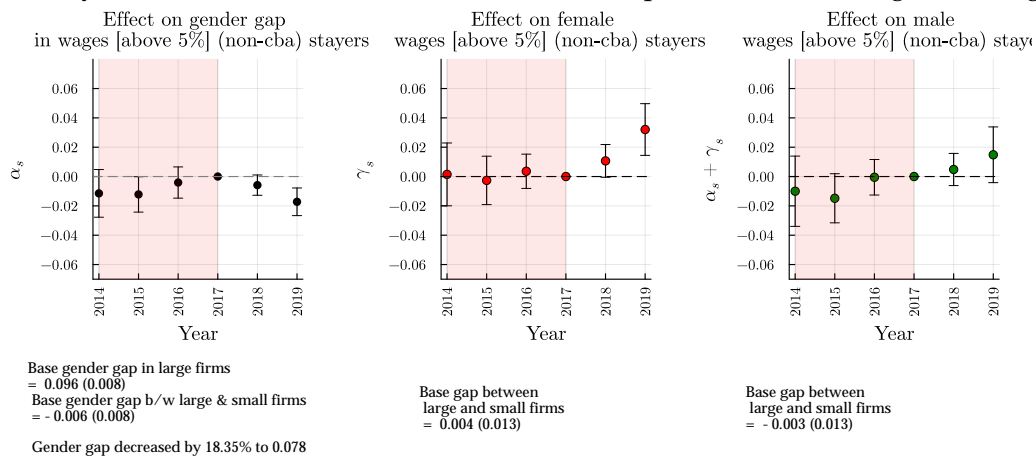 Effect on gender gap
in wages [above 5%] (non-cba) stayers
0.06
0.04
0.02
0.00
−0.02
−0.04
−0.06
α_s
2014
2015
2016
2017
2018
2019
Year
Base gender gap in large firms
= 0.096 (0.008)
Base gender gap b/w large & small firms
= - 0.006 (0.008)
Gender gap decreased by 18.35% to 0.078
Effect on female
wages [above 5%] (non-cba) stayers
0.06
0.04
0.02
0.00
−0.02
−0.04
−0.06
γ_s
2014
2015
2016
2017
2018
2019
Year
Base gap between
large and small firms
= 0.004 (0.013)
Effect on male
wages [above 5%] (non-cba)
0.06
0.04
0.02
0.00
−0.02
−0.04
−0.06
α_s + γ_s
2014
2015
2016
2017
2018
2019
Year
Base gap between
large and small firms
= - 0.003 (0.013)